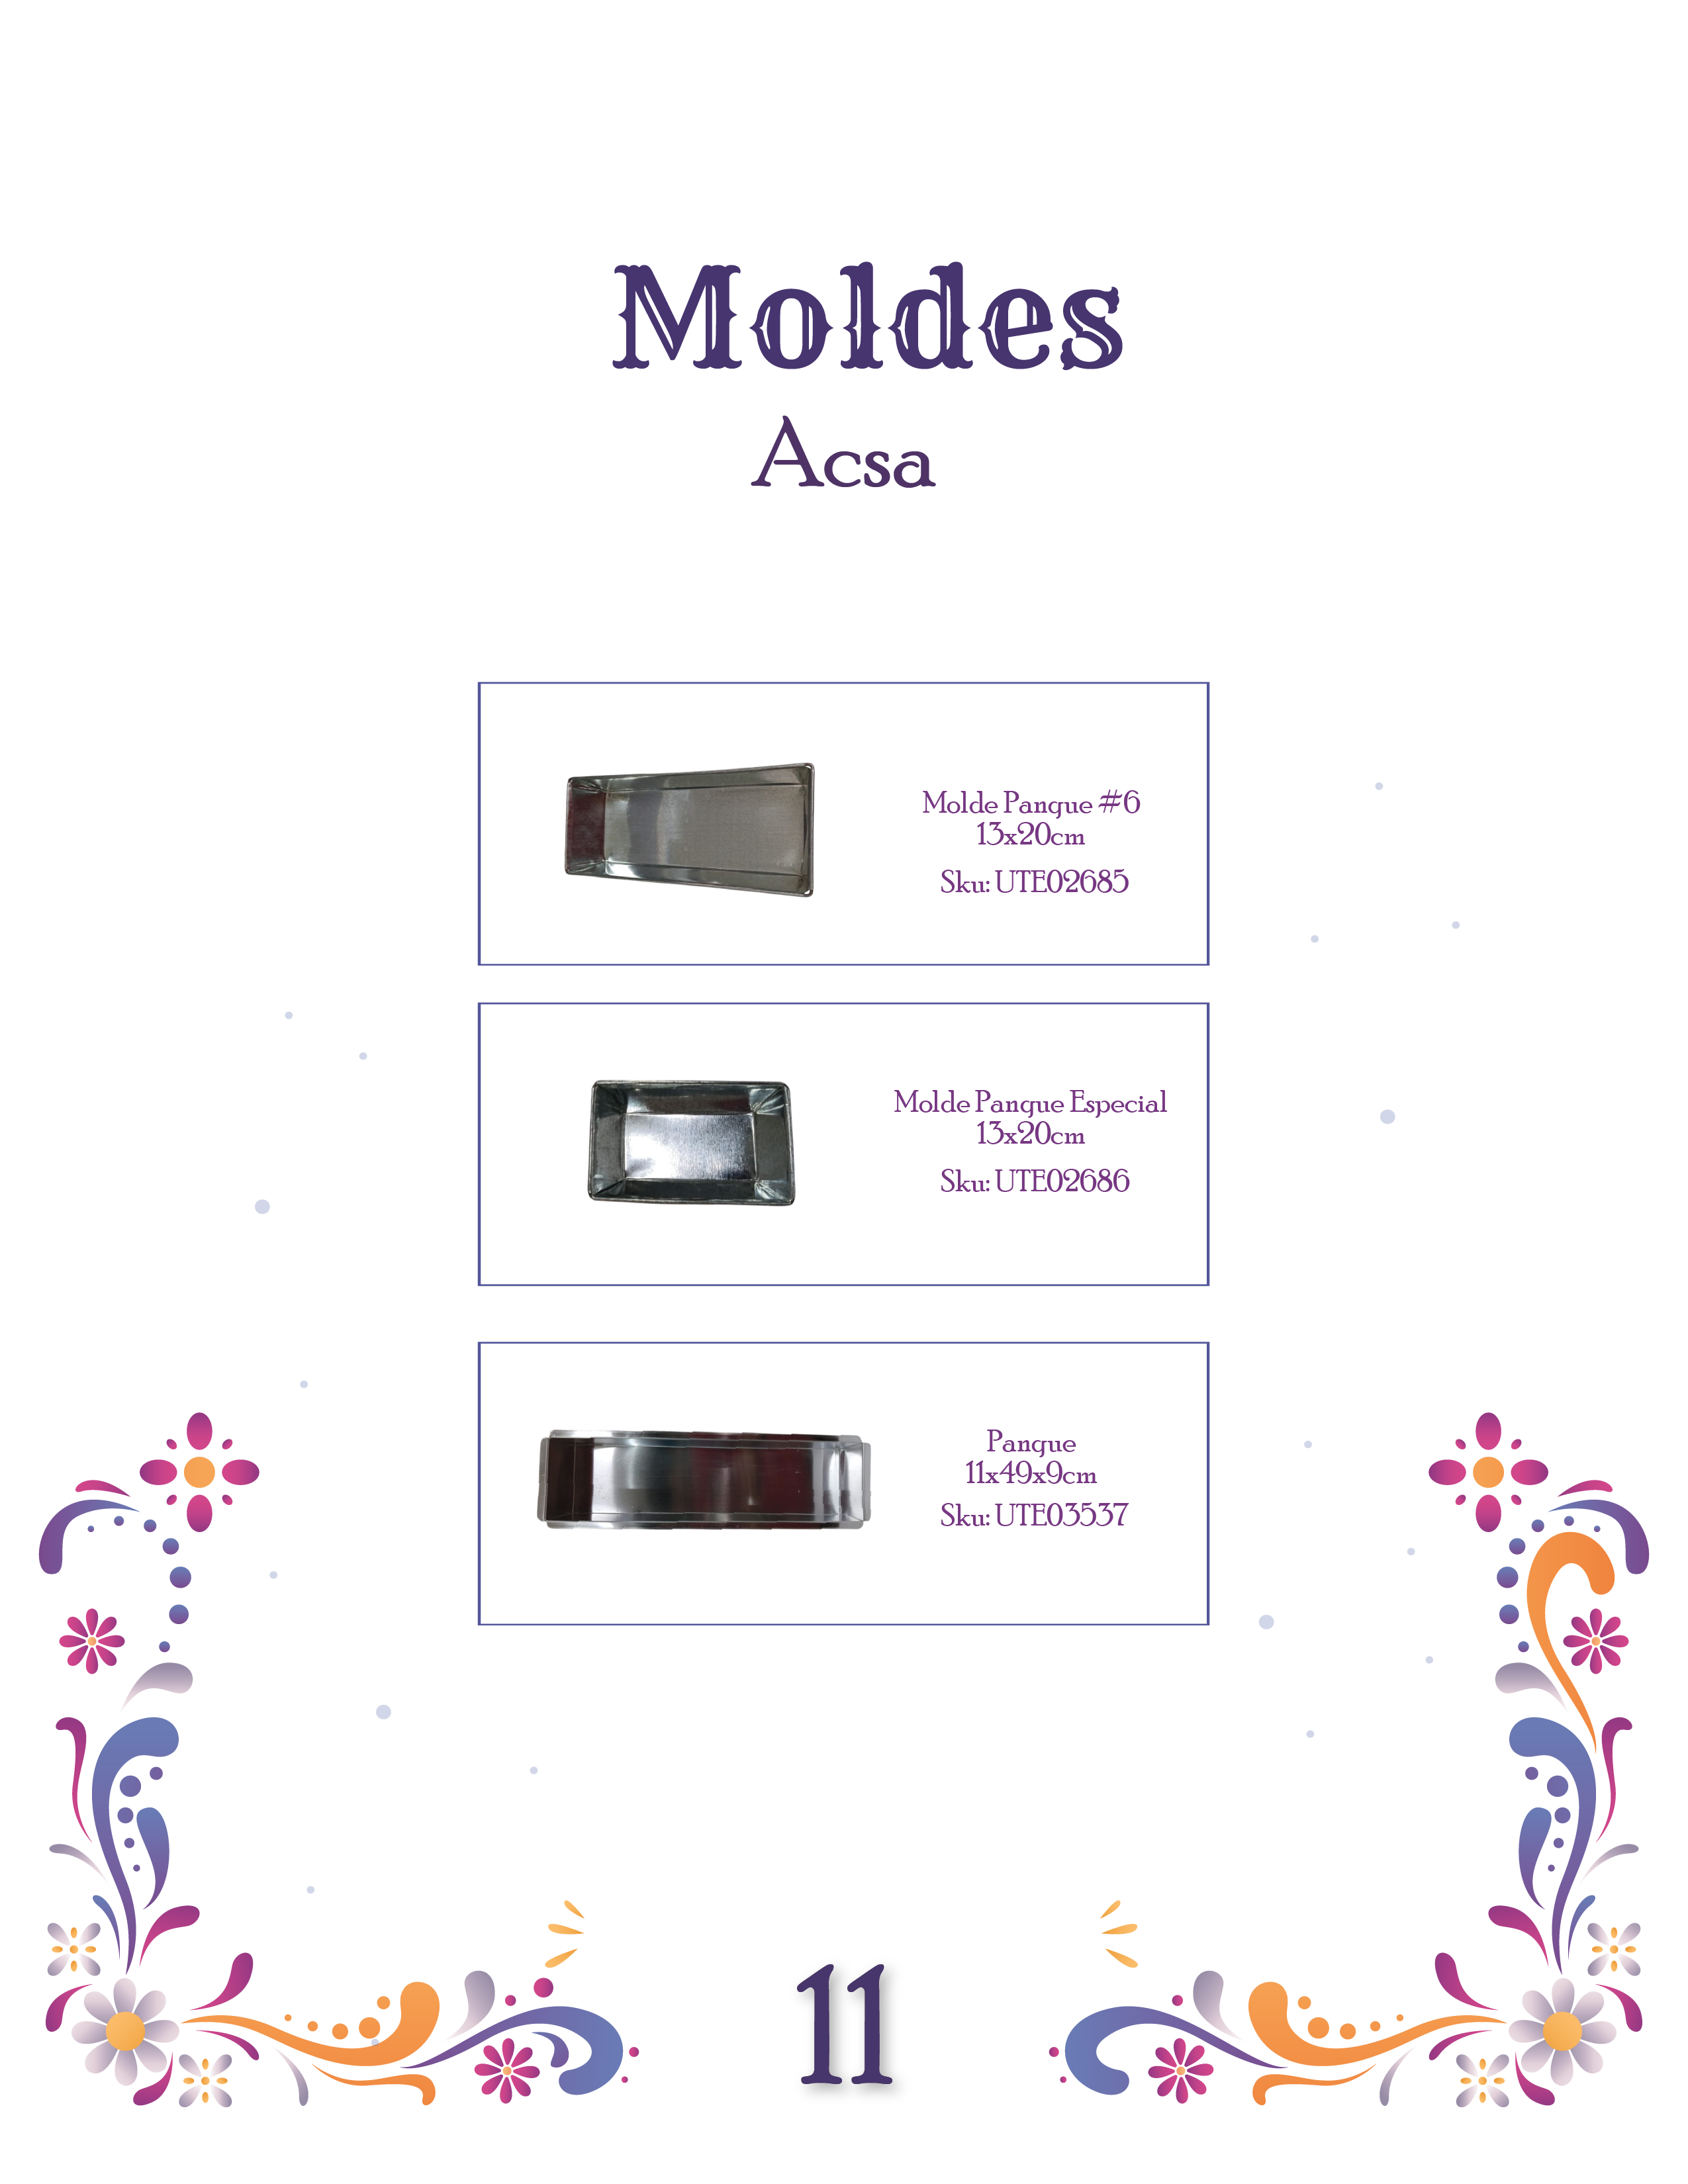 Moldes
Acsa
Molde Panque #6
13x20cm
Sku: UTE02685
Molde Panque Especial
13x20cm
Sku: UTE02686
Panque
11x49x9cm
Sku: UTE03537
11